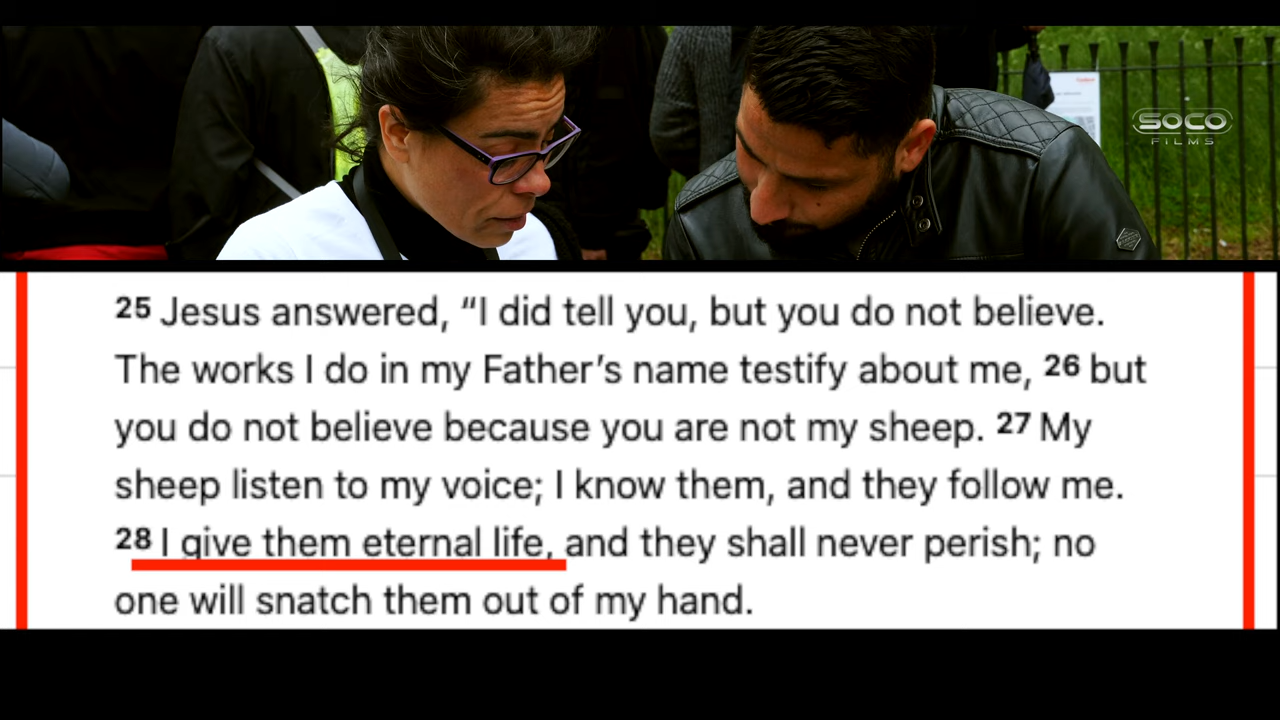 SOCO
FILMS
25 Jesus answered, “I did tell you, but you do not believe.
The works I do in my Father’s name testify about me, 26 but
you do not believe because you are not my sheep. 27 My
sheep listen to my voice; I know them, and they follow me.
28 I give them eternal life, and they shall never perish; no
one will snatch them out of my hand.